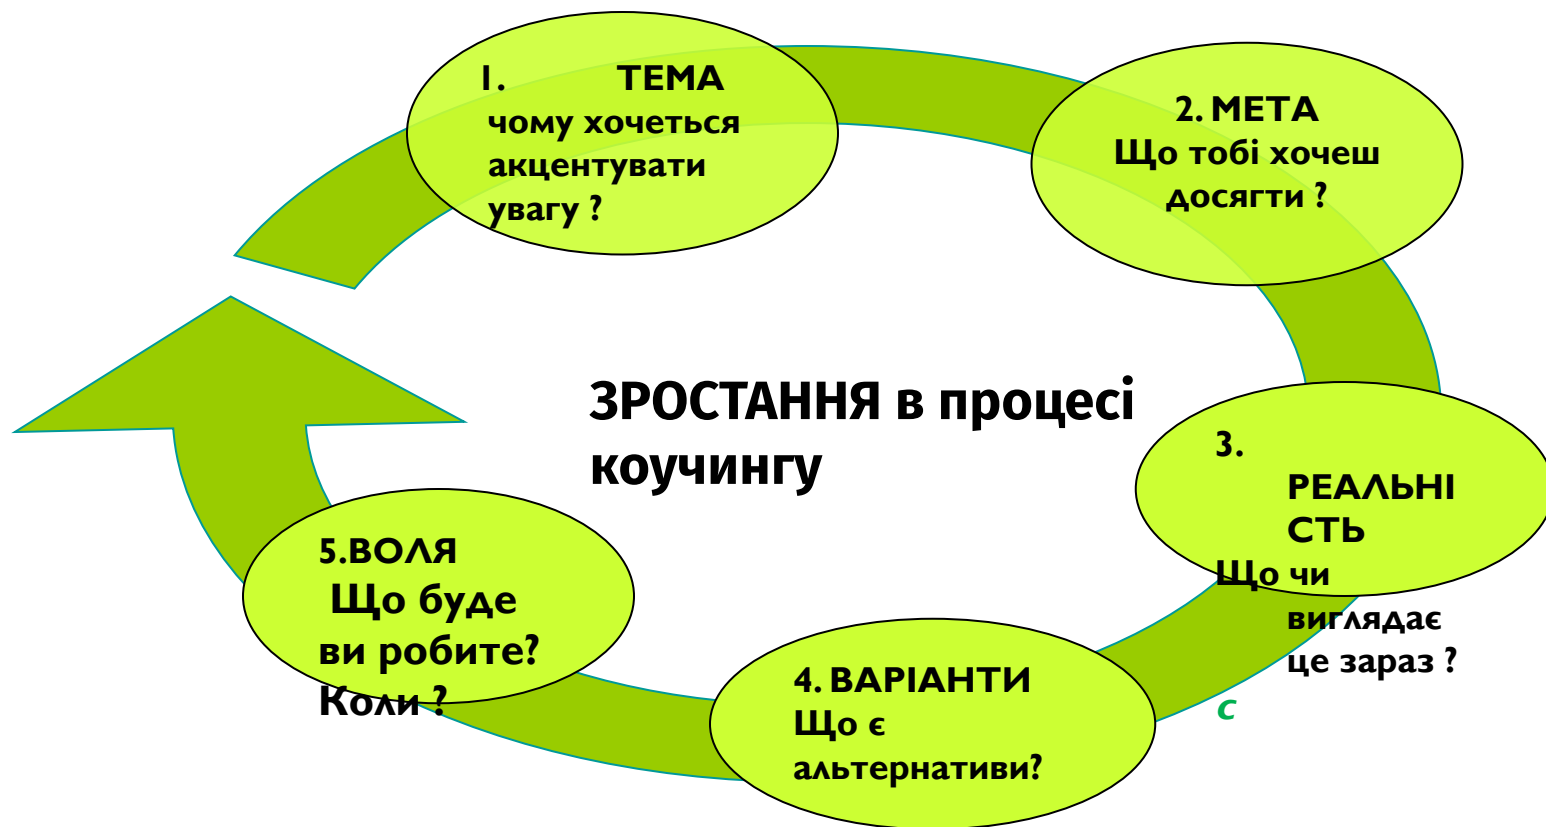 1. ТЕМА
чому хочеться
акцентувати
увагу ?
2. МЕТА
Що тобі хочеш
досягти ?
ЗРОСТАННЯ в процесі
коучингу
3.
РЕАЛЬНІ
СТЬ
Що чи
виглядає
це зараз ?
с
4. ВАРІАНТИ
Що є
альтернативи?
5.ВОЛЯ
Що буде
ви робите?
Коли ?